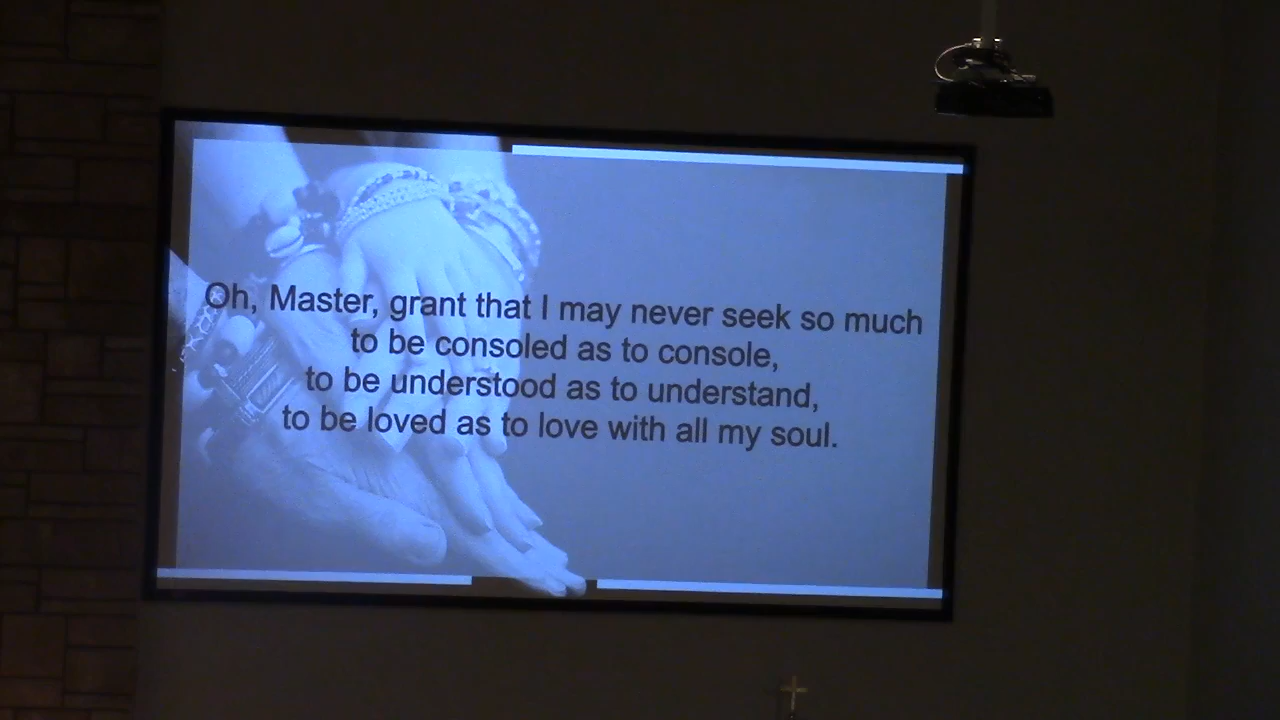 Oh, Master, grant that I may never seek so much
to be consoled as to console,
to be understood as to understand,
to be loved as to love with all my soul.